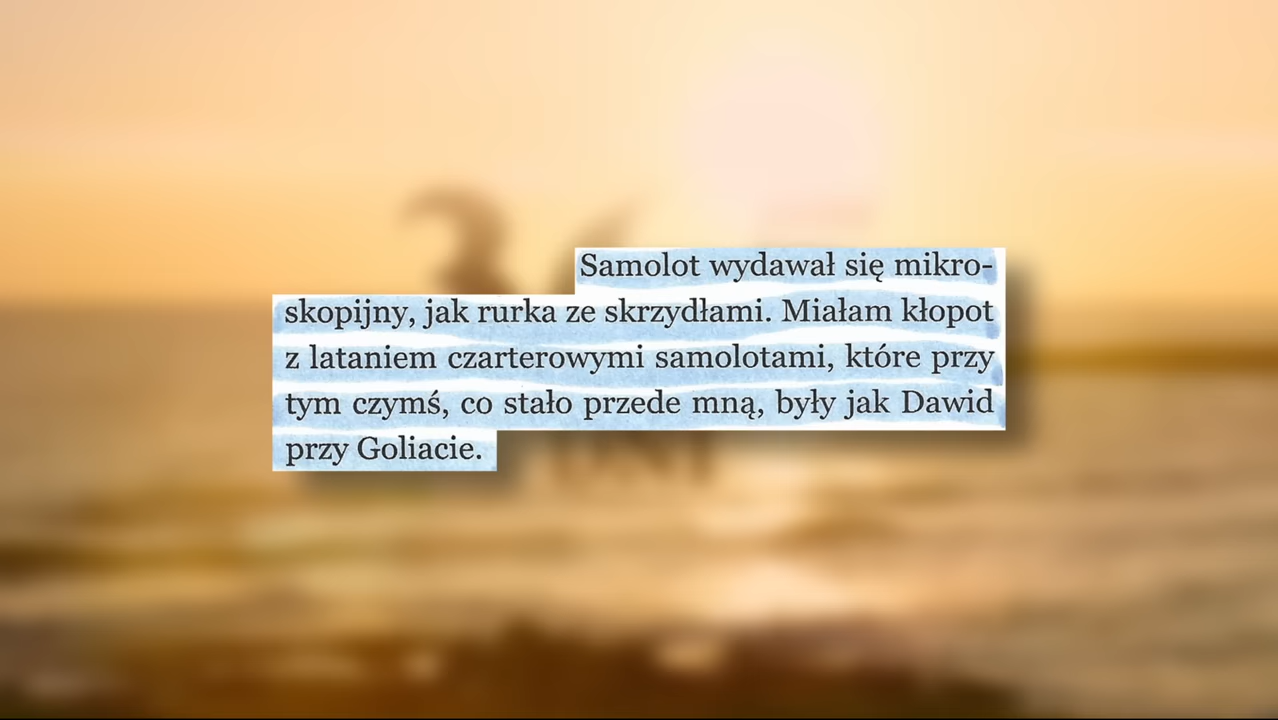 Samolot wydawał się mikro-
skopijny, jak rurka ze skrzydłami. Miałam kłopot
z lataniem czarterowymi samolotami, które przy
tym czymś, co stało przede mną, były jak Dawid
przy Goliacie.